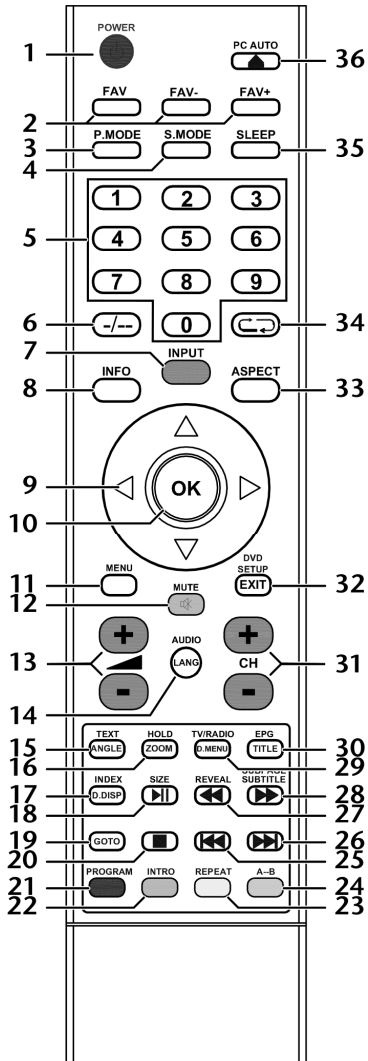 POWER
1
PC AUTO
36
FAV FAV- FAV+
2
3 P.MODE S.MODE SLEEP 35
4
1 2 3
5 4 5 6
7 8 9
6 -/-- 0 34
7 INPUT
8 INFO ASPECT 33
9
10 OK
11 MENU DVD SETUP EXIT 32
12 MUTE
13 + + 31
CH
- -
14 AUDIO LANG
TEXT HOLD TV/RADIO EPG
15 ANGLE ZOOM D.MENU TITLE 30
16 29
INDEX SIZE REVEAL SUBPAGE SUBTITLE
17 D.DISP 28
18 27
19 GOTO 26
20 25
21 PROGRAM INTRO REPEAT A--B 24
22 23